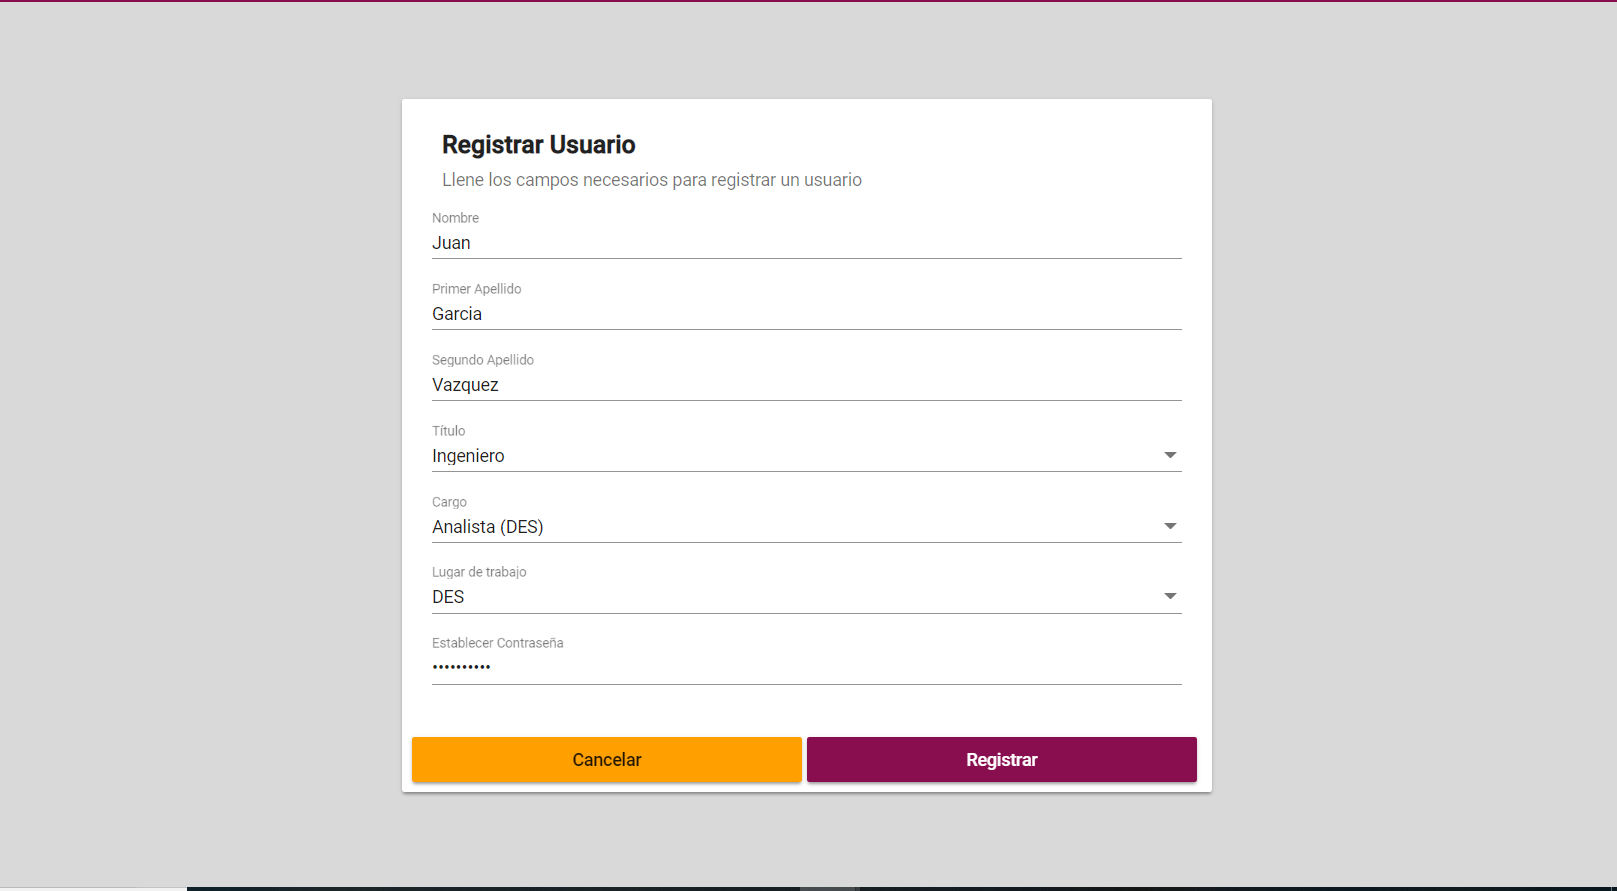 Registrar Usuario
Llene los campos necesarios para registrar un usuario
Nombre
Juan
Primer Apellido
Garcia
Segundo Apellido
Vazquez
Título
Ingeniero
Cargo
Analista (DES)
Lugar de trabajo
DES
Establecer Contraseña
••••••••••
Cancelar
Registrar